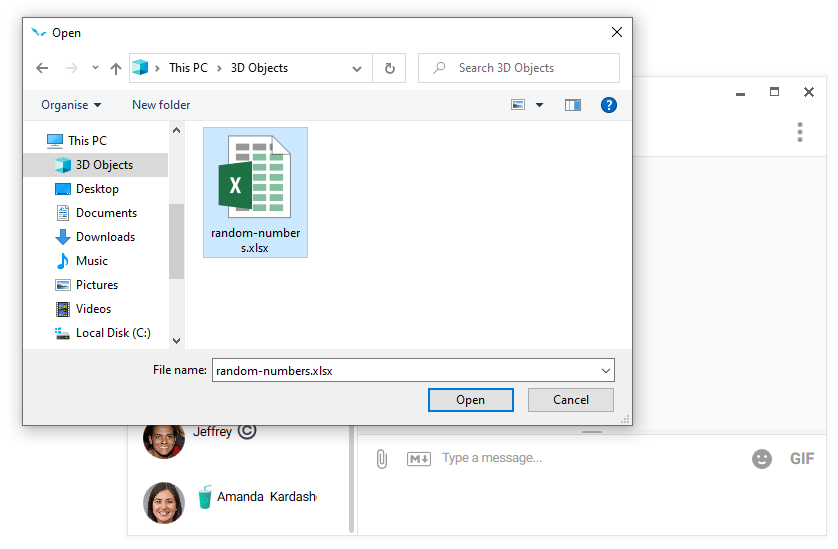 Open
This PC
3D Objects
Search 3D Objects
Organise
New folder
?
This PC
3D Objects
Desktop
Documents
Downloads
Music
Pictures
Videos
Local Disk (C:)
X
random-number
s.xlsx
File name:
random-numbers.xlsx
Open
Cancel
Jeffrey ©
Amanda Kardash
M
Type a message...
GIF